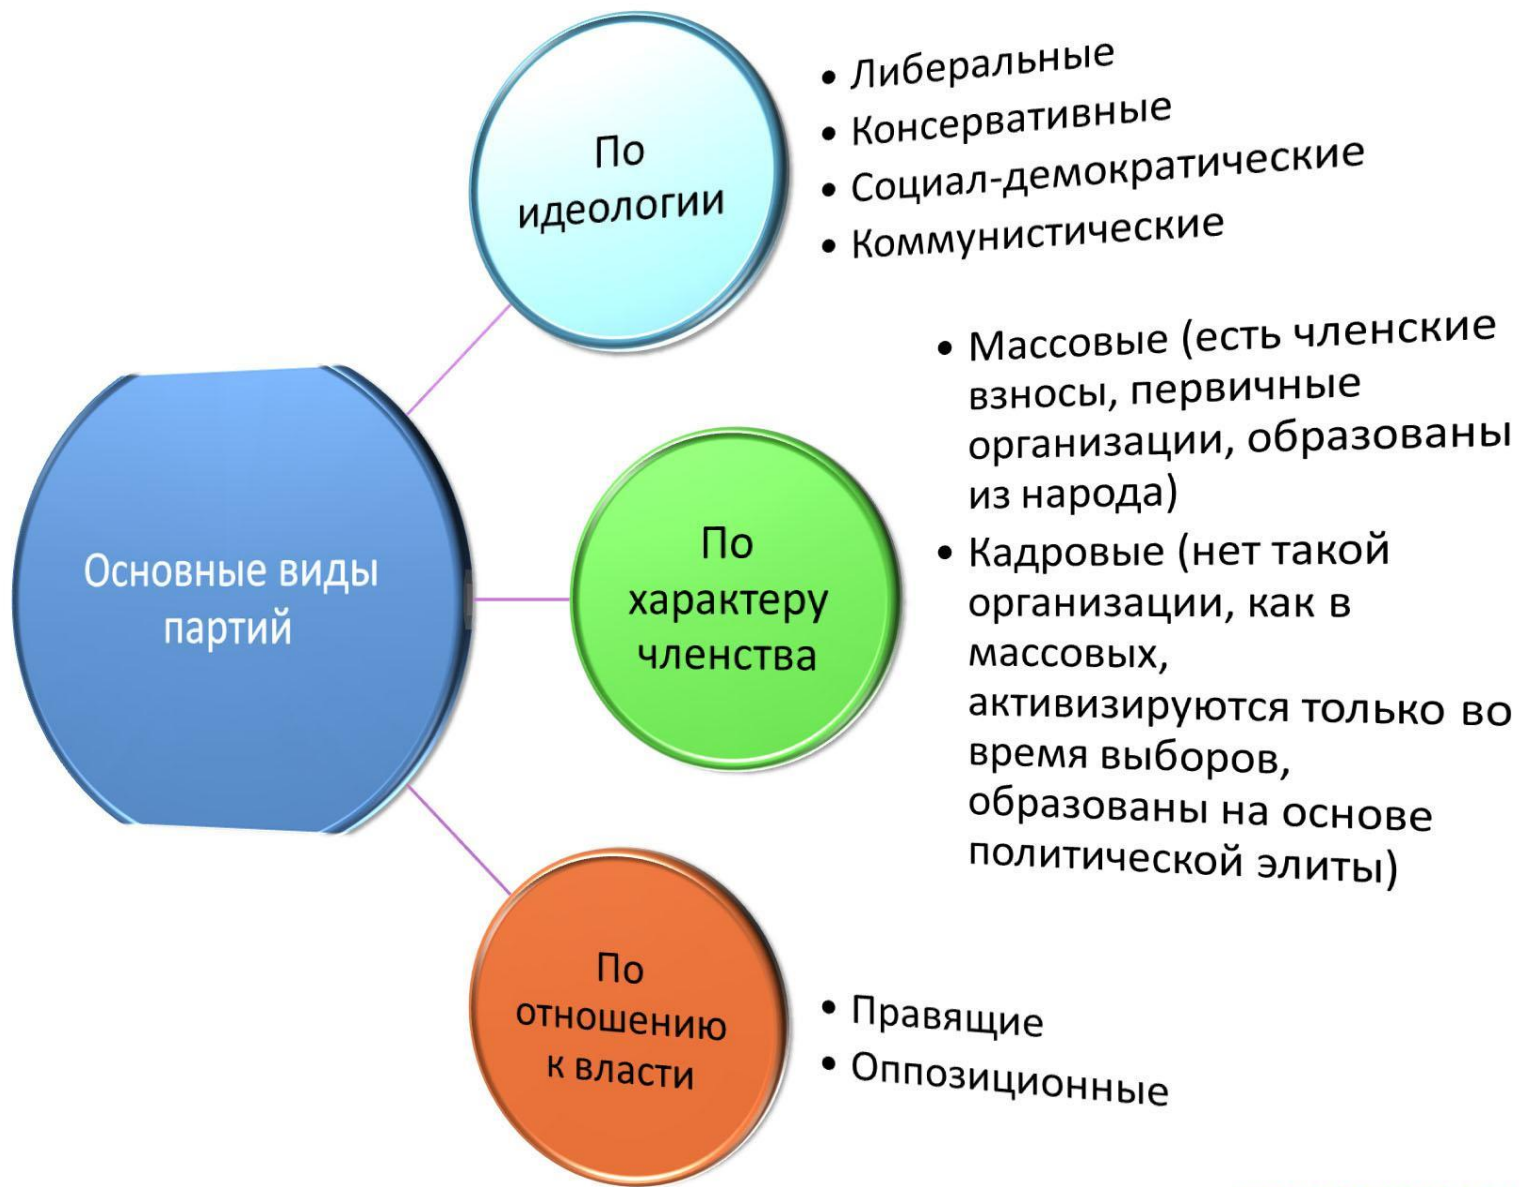 По
идеологии
• Либеральные
• Консервативные
• Социал-демократические
• Коммунистические
Основные виды
партий
По
характеру
членства
• Массовые (есть членские
взносы, первичные
организации, образованы
из народа)
• Кадровые (нет такой
организации, как в
массовых,
активизируются только во
время выборов,
образованы на основе
политической элиты)
По
отношению
к власти
• Правящие
• Оппозиционные